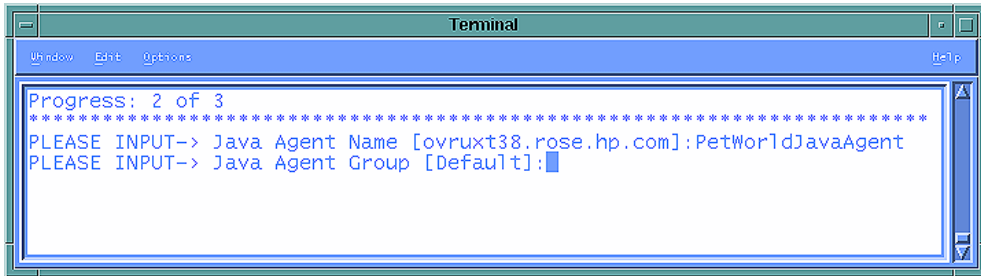 Terminal
Window Edit Options Help
Progress: 2 of 3
*************************************************************************
PLEASE INPUT-> Java Agent Name [ovruxt38.rose.hp.com]:PetWorldJavaAgent
PLEASE INPUT-> Java Agent Group [Default]: